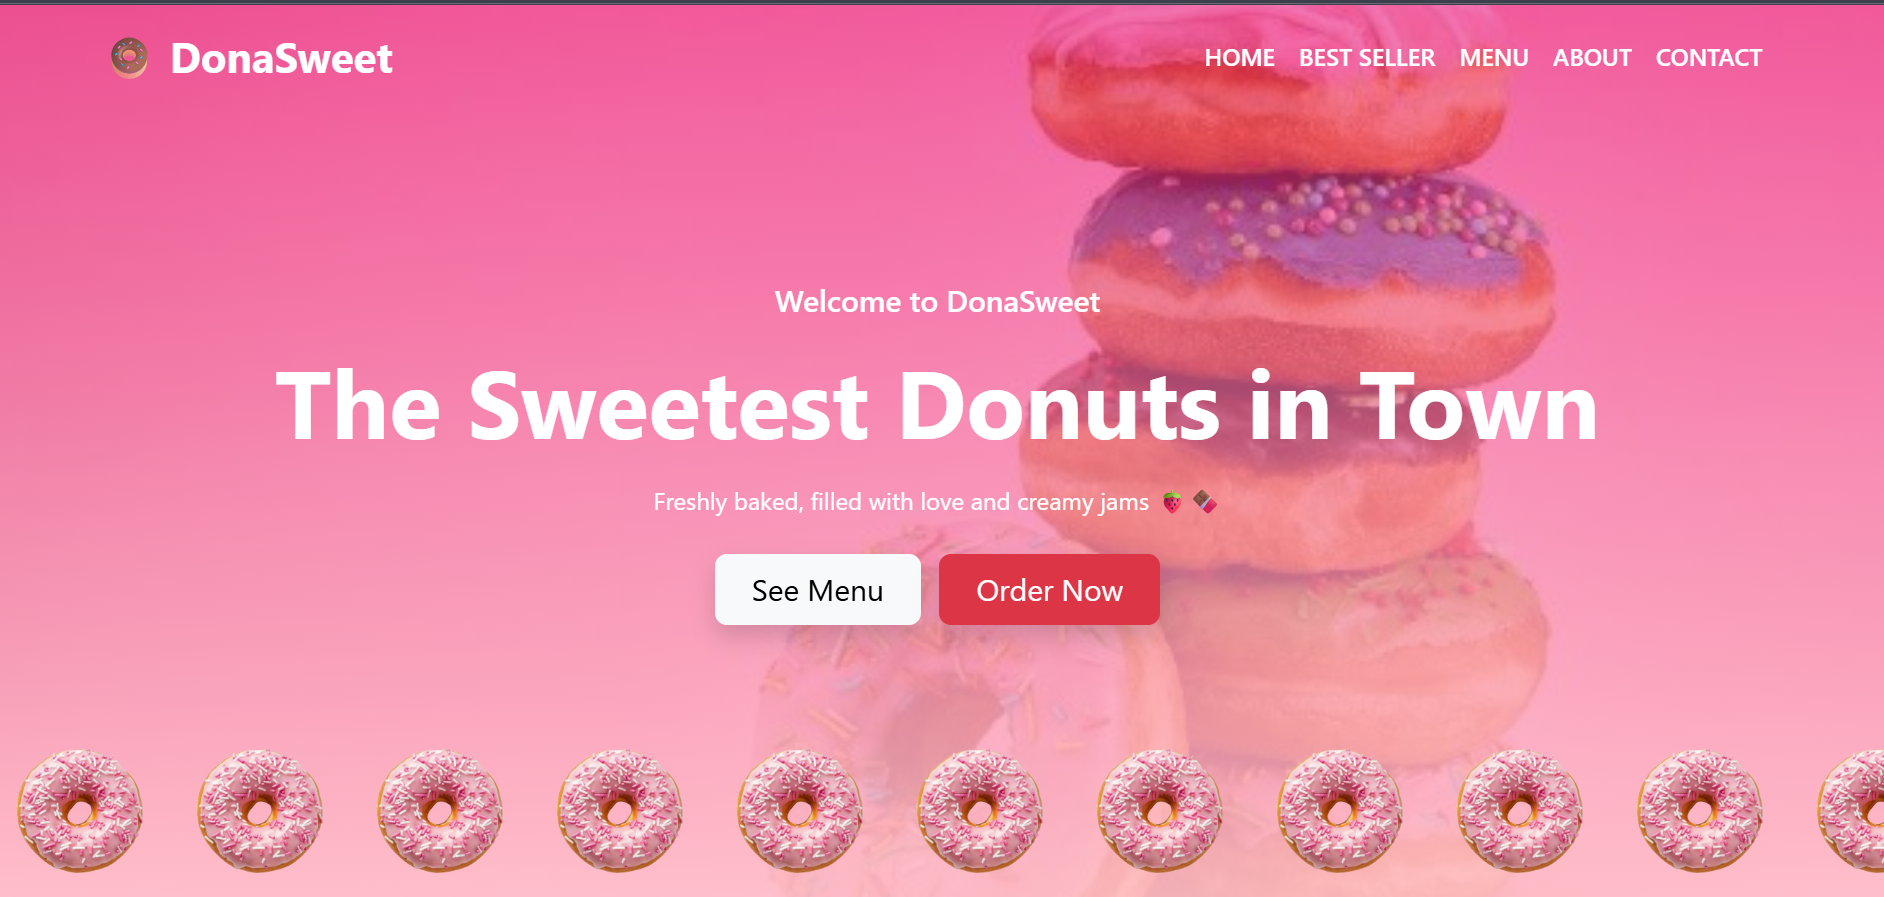 DonaSweet
HOME BEST SELLER MENU ABOUT CONTACT
Welcome to DonaSweet
The Sweetest Donuts in Town
Freshly baked, filled with love and creamy jams 🍓 🍫
See Menu
Order Now